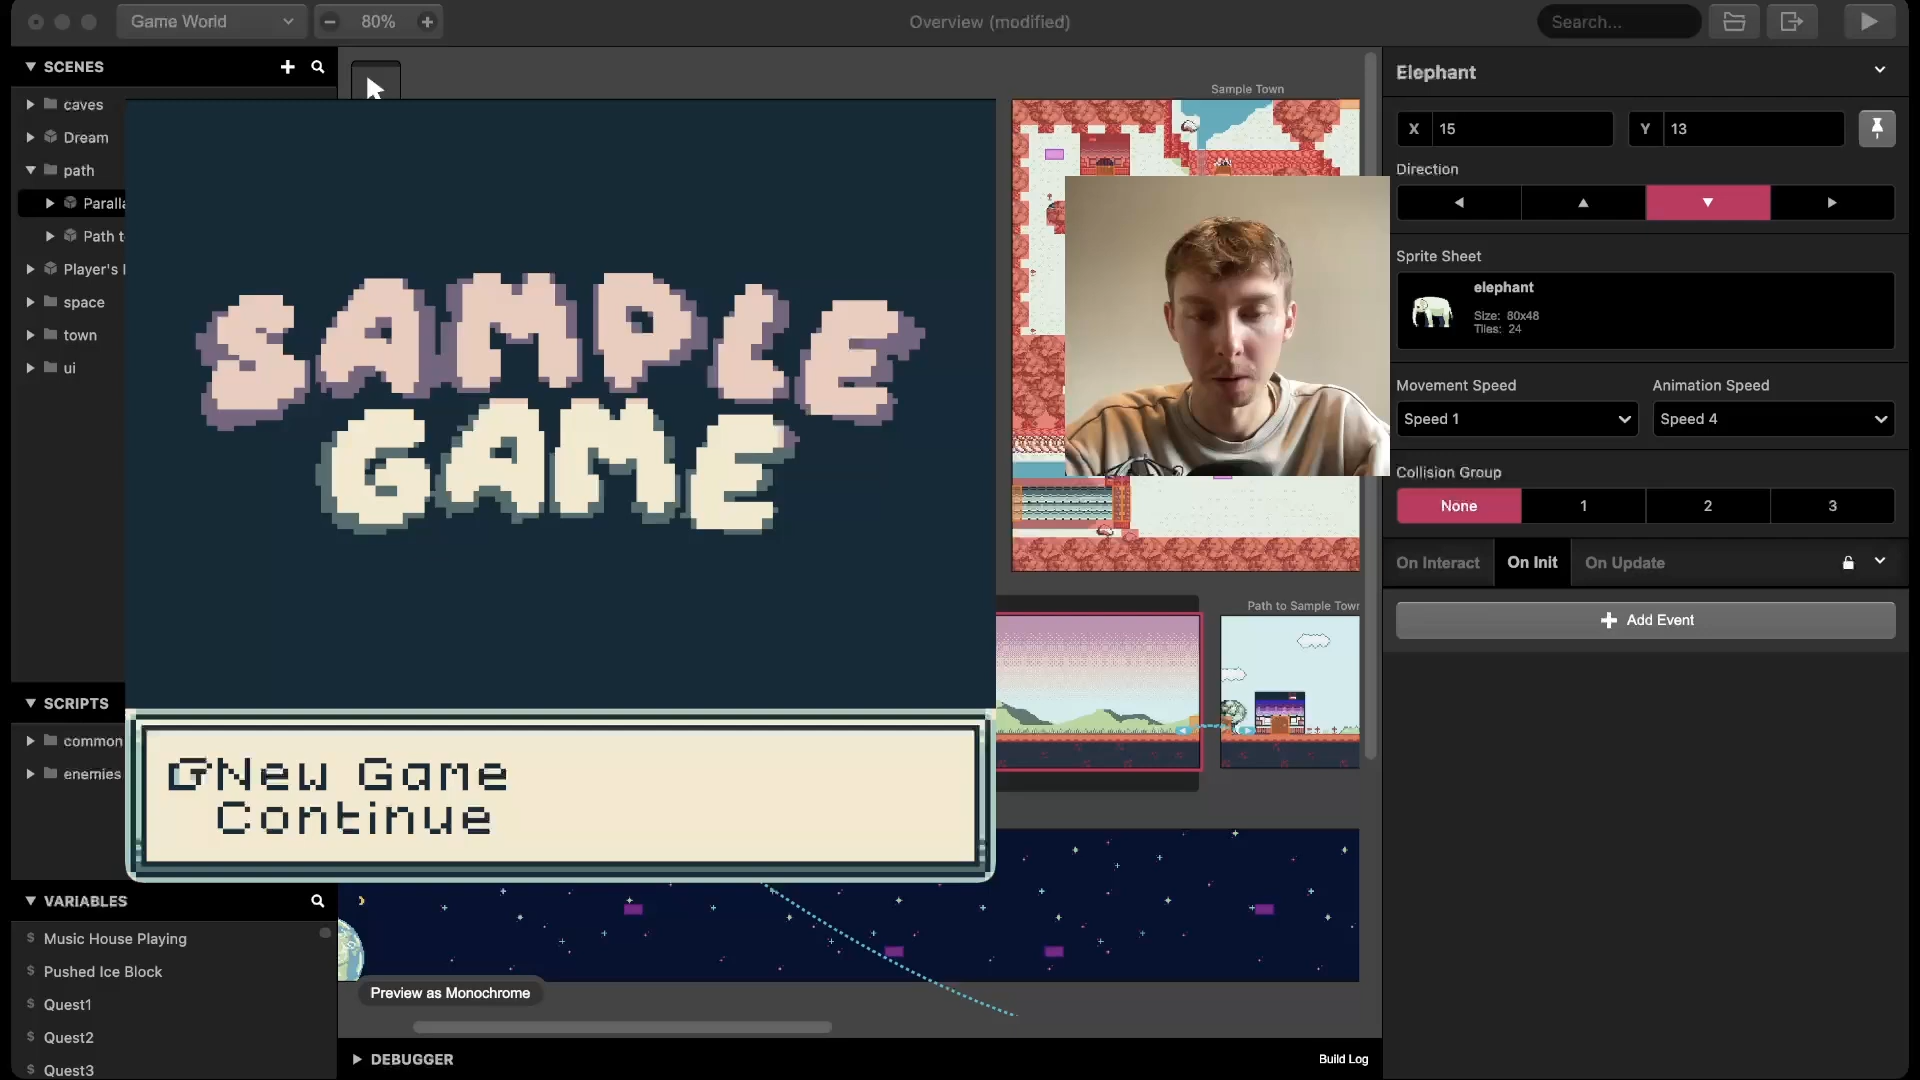 Game World
80%
Overview (modified)
Search...
SCENES
caves
Dream
path
Paralla
Path t
Player's
space
town
ui
SCRIPTS
common
enemies
VARIABLES
$ Music House Playing
$ Pushed Ice Block
$ Quest1
$ Quest2
$ Quest3
SAMPLE
GAME
New Game
Continue
Sample Town
Path to Sample Town
Preview as Monochrome
DEBUGGER
Build Log
Elephant
X 15
Y 13
Direction
Sprite Sheet
elephant
Size: 80x48
Tiles: 24
Movement Speed
Animation Speed
Speed 1
Speed 4
Collision Group
None
1
2
3
On Interact
On Init
On Update
Add Event